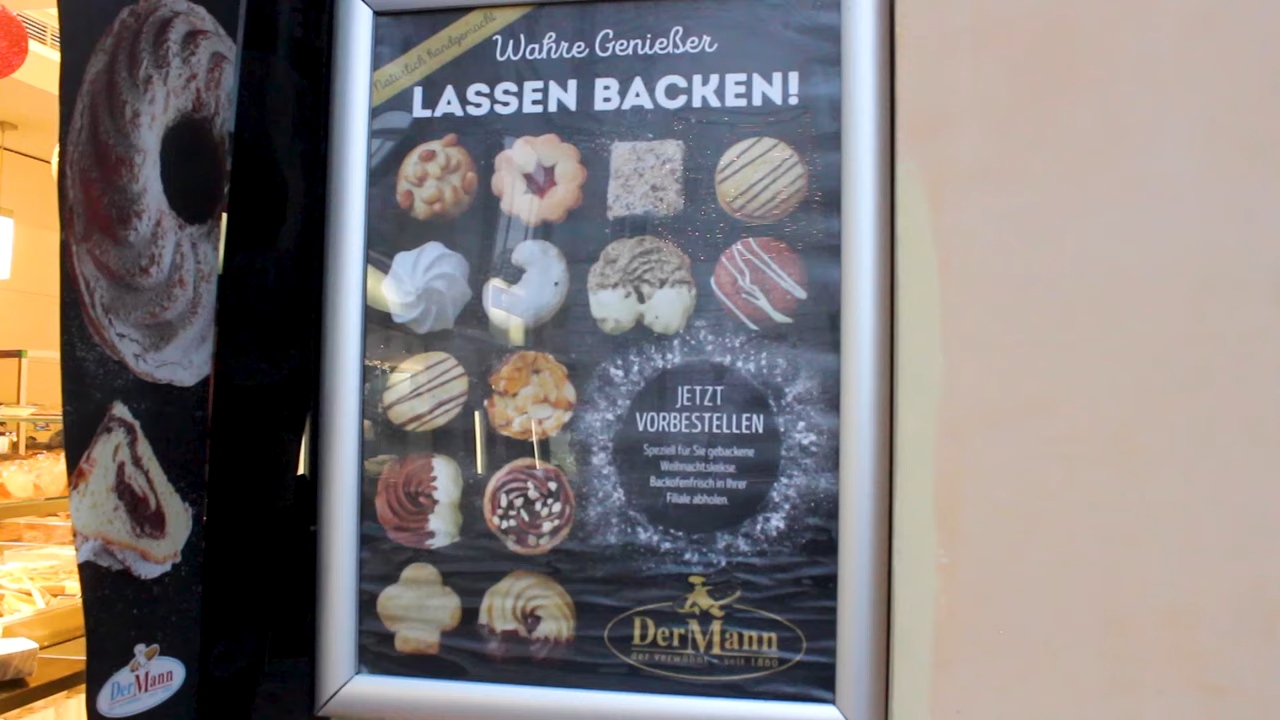 Natürlich handgemacht
Wahre Genießer
LASSEN BACKEN!
JETZT
VORBESTELLEN
Speziell für Sie gebackene
Weihnachtskekse.
Backofenfrisch in Ihrer
Filiale abholen.
DerMann
der verwöhnt - seit 1860
DerMann